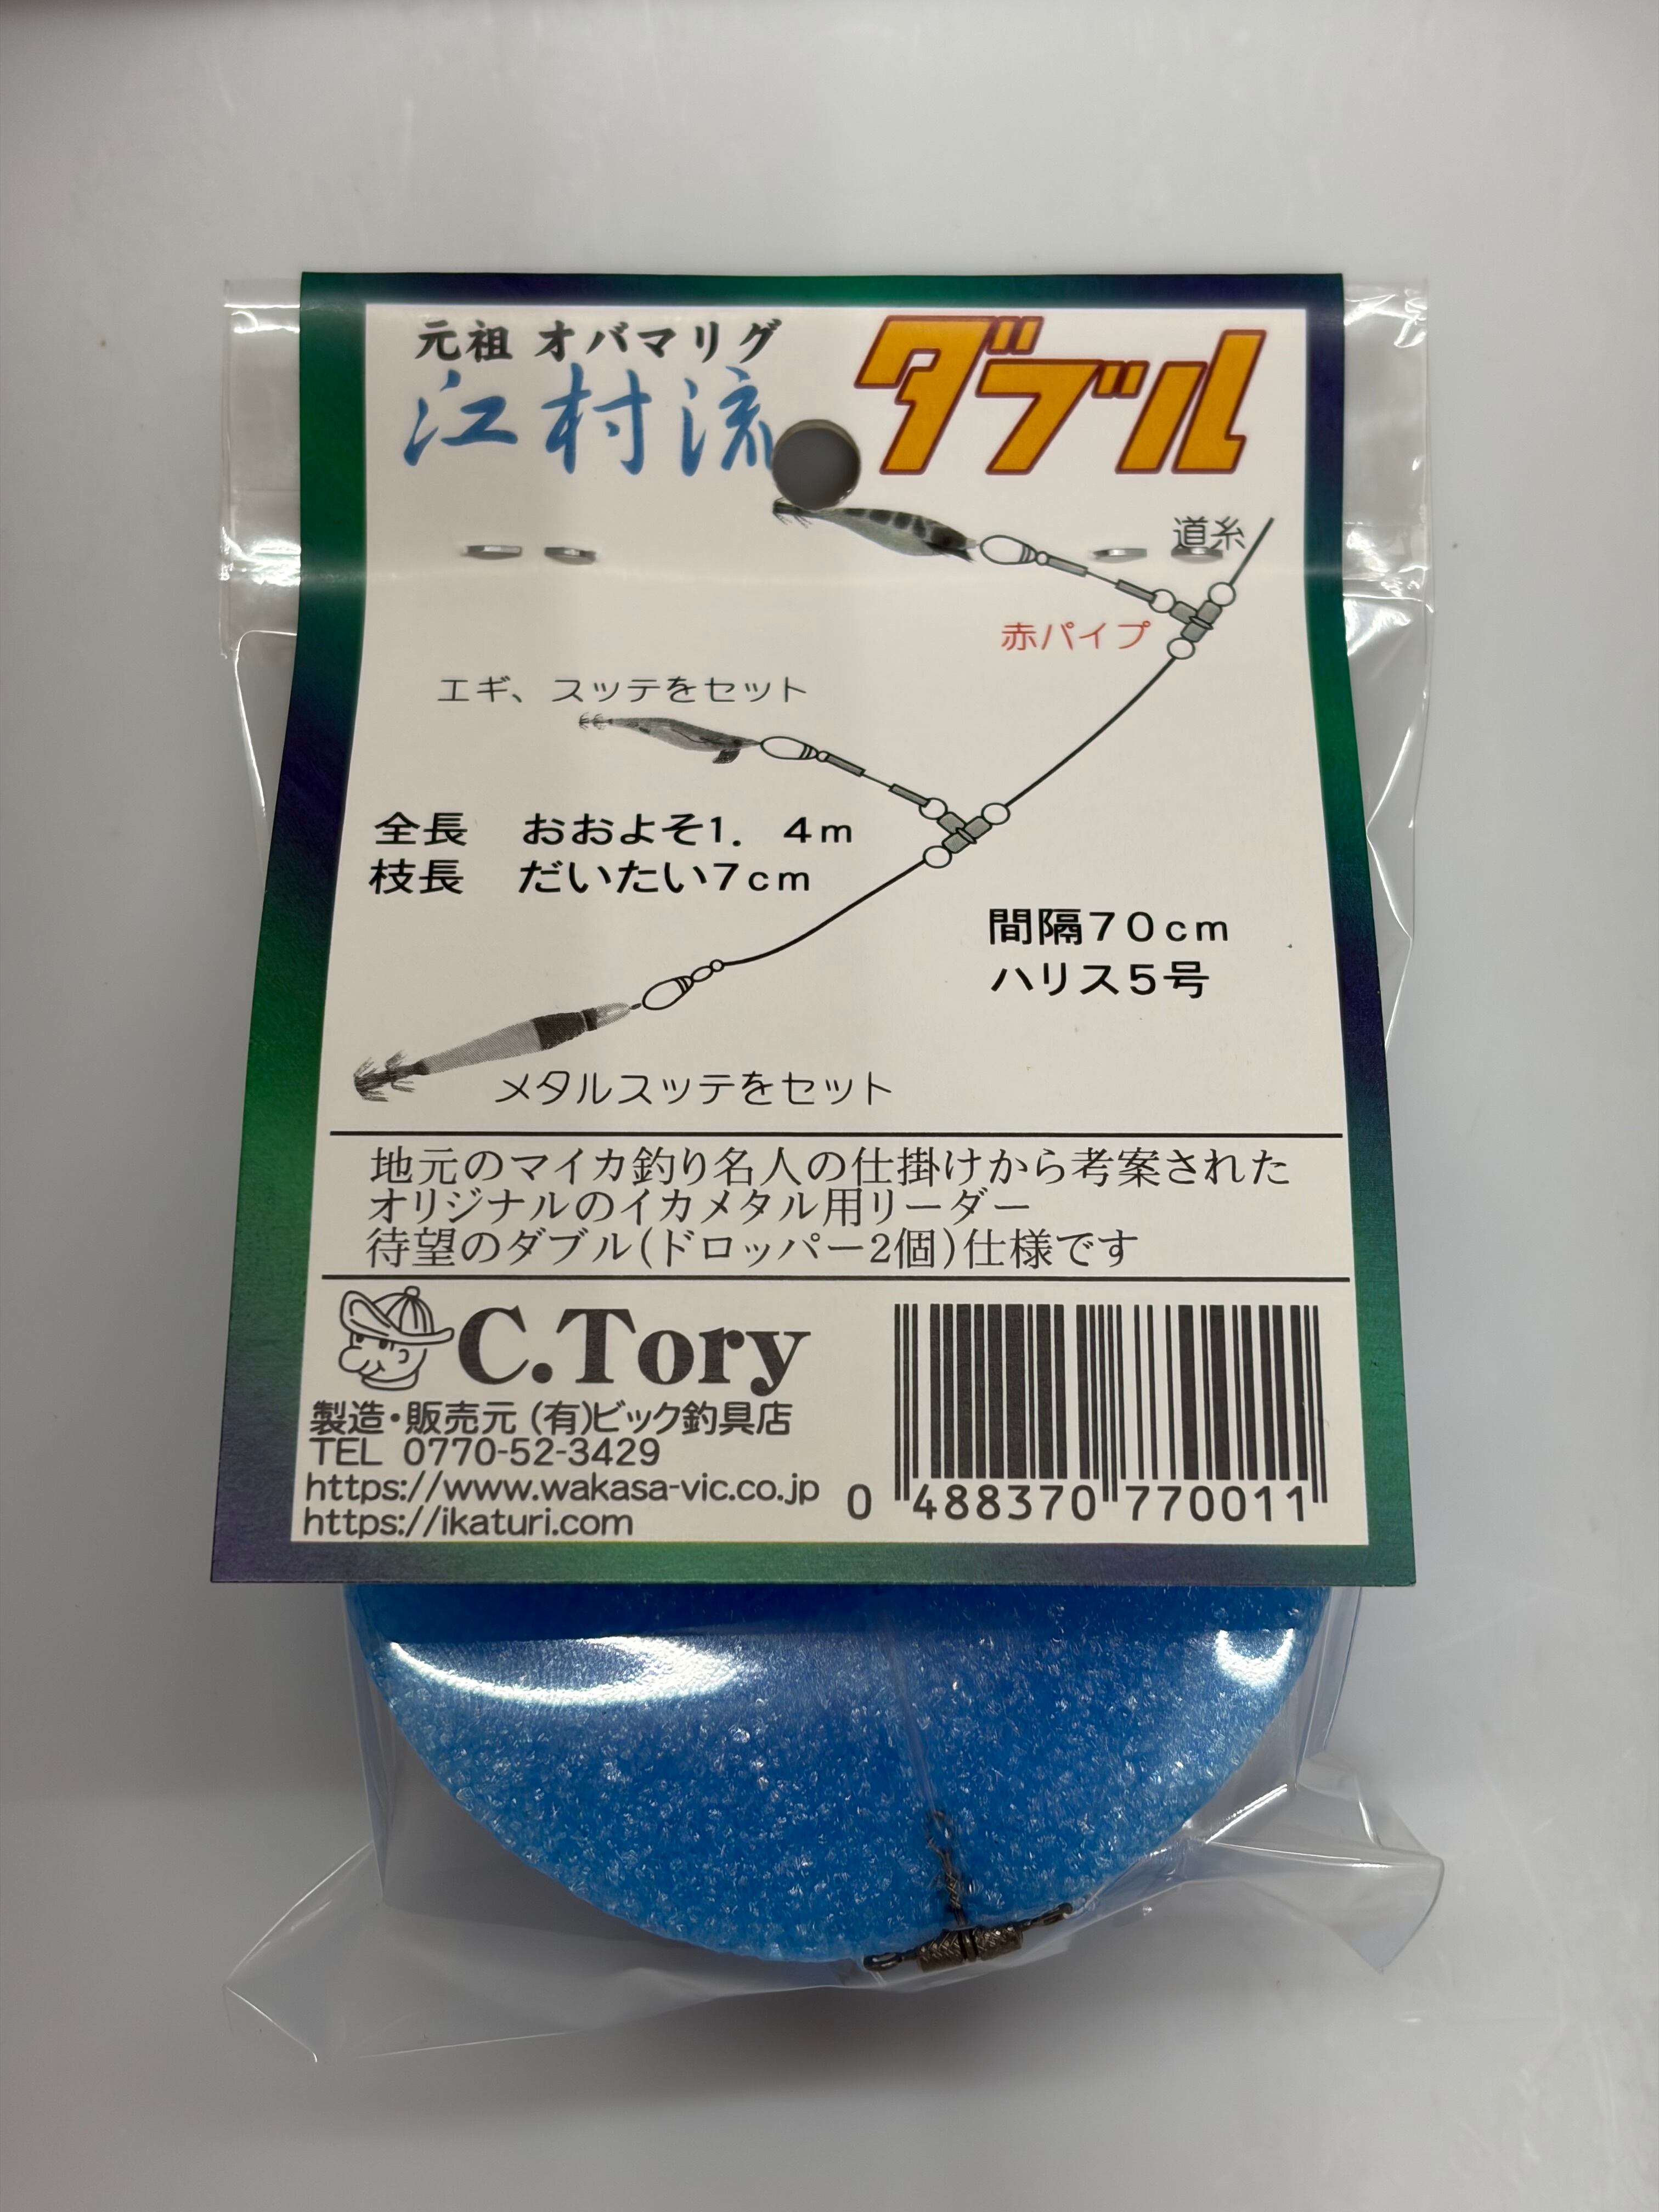 元祖 オバマリグ
江村流
ダブル
道糸
赤パイプ
エギ、スッテをセット
全長　おおよそ1．4m
枝長　だいたい7cm
間隔70cm
ハリス5号
メタルスッテをセット
地元のマイカ釣り名人の仕掛けから考案された
オリジナルのイカメタル用リーダー
待望のダブル(ドロッパー2個)仕様です
C.Tory
製造・販売元 (有)ビック釣具店
TEL 0770-52-3429
https://www.wakasa-vic.co.jp
https://ikaturi.com
0 488370 770011